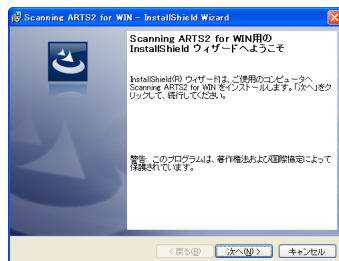 Scanning ARTS2 for WIN - InstallShield Wizard
Scanning ARTS2 for WIN用の
InstallShield ウィザードへようこそ
InstallShield(R) ウィザードは、ご使用のコンピュータへ
Scanning ARTS2 for WIN をインストールします。「次へ」をク
リックして、続行してください。
警告: このプログラムは、著作権法および国際協定によって
保護されています。
< 戻る(B)
次へ(N) >
キャンセル